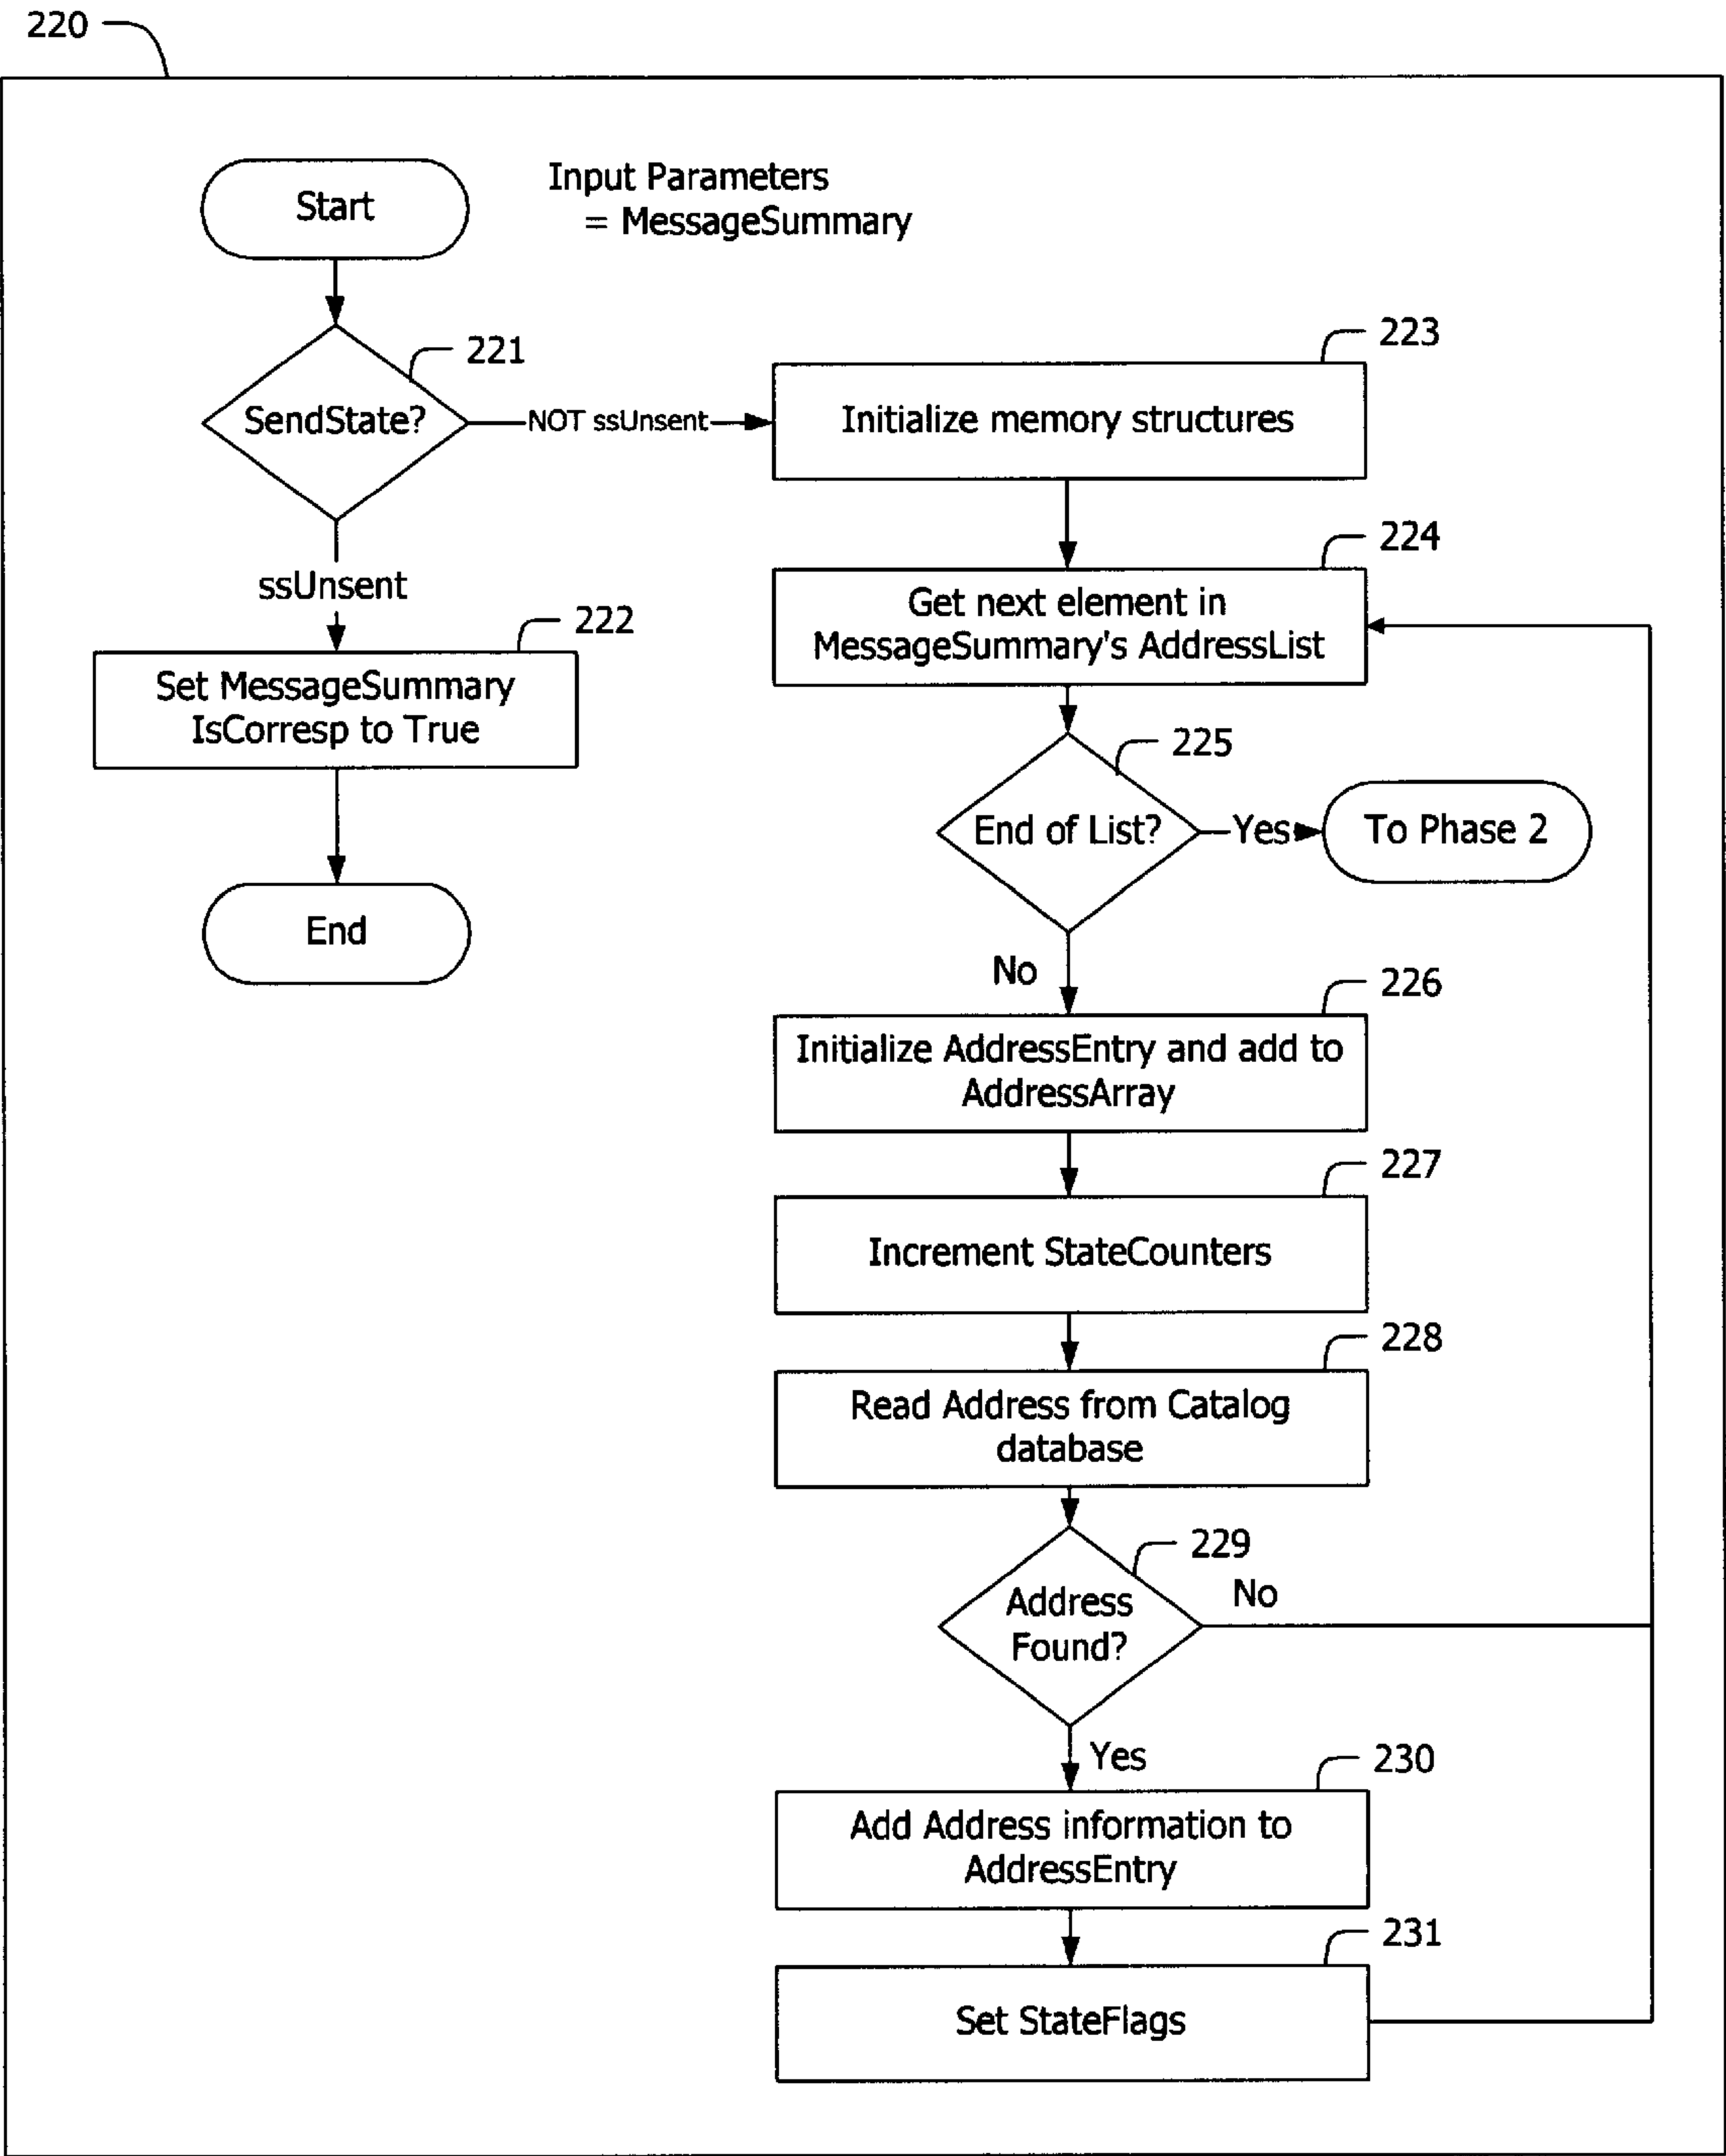 220
Start
Input Parameters
= MessageSummary
221
SendState?
NOT ssUnsent
223
Initialize memory structures
ssUnsent
222
Set MessageSummary
IsCorresp to True
End
224
Get next element in
MessageSummary's AddressList
225
End of List?
Yes
To Phase 2
No
226
Initialize AddressEntry and add to
AddressArray
227
Increment StateCounters
228
Read Address from Catalog
database
229
Address
Found?
No
Yes
230
Add Address information to
AddressEntry
231
Set StateFlags